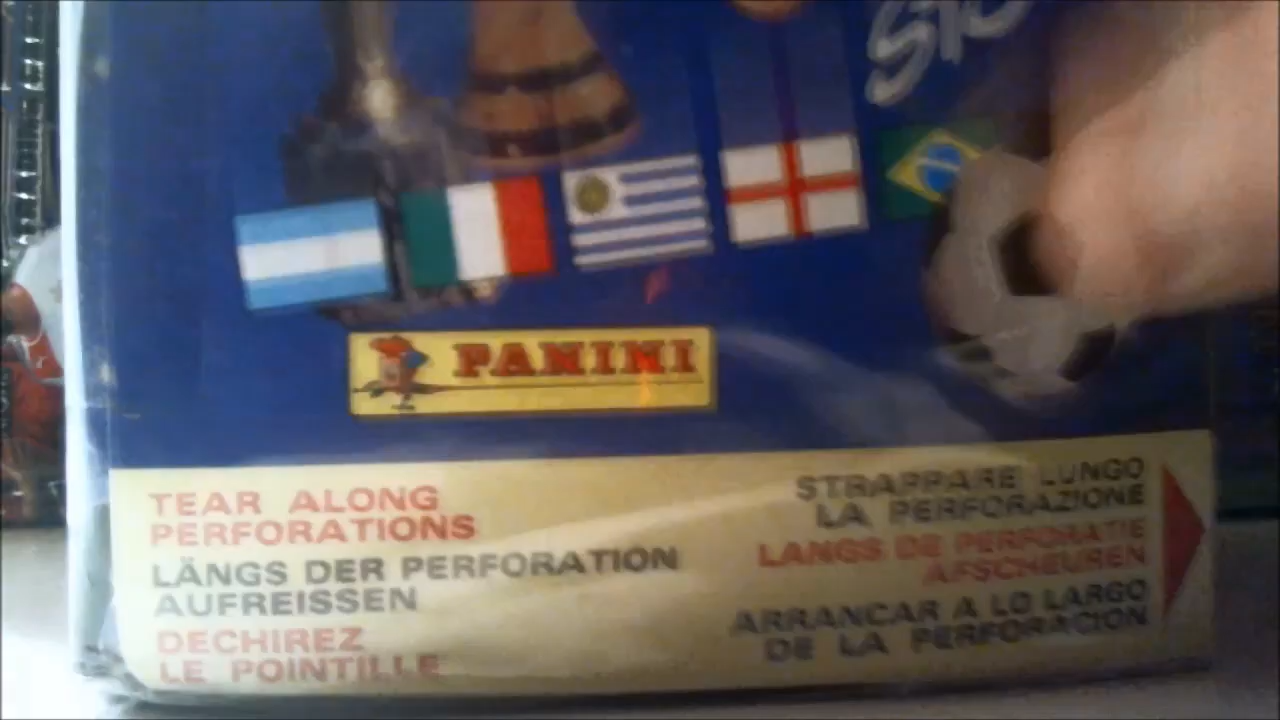 PANINI
TEAR ALONG
PERFORATIONS
LÄNGS DER PERFORATION
AUFREISSEN
DECHIREZ
LE POINTILLE
STRAPPARE LUNGO
LA PERFORAZIONE
LANGS DE PERFORATIE
AFSCHEUREN
ARRANCAR A LO LARGO
DE LA PERFORACION